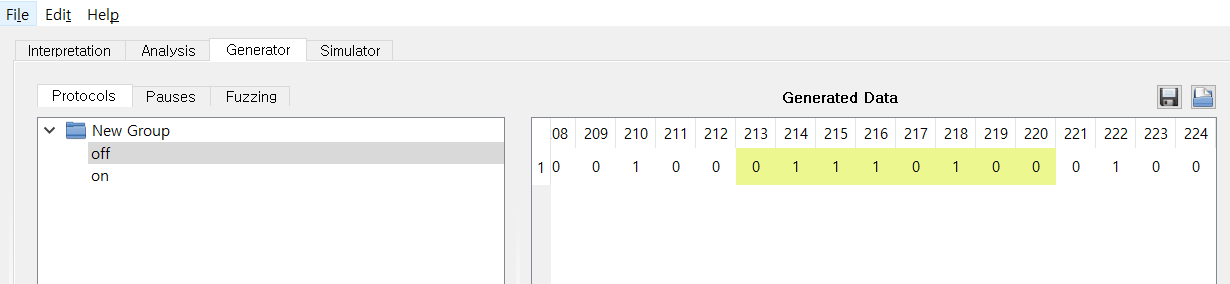 File Edit Help
Interpretation Analysis Generator Simulator
Protocols Pauses Fuzzing Generated Data
New Group
off
on
08 209 210 211 212 213 214 215 216 217 218 219 220 221 222 223 224
1 0 0 1 0 0 0 1 1 1 0 1 0 0 0 1 0 0